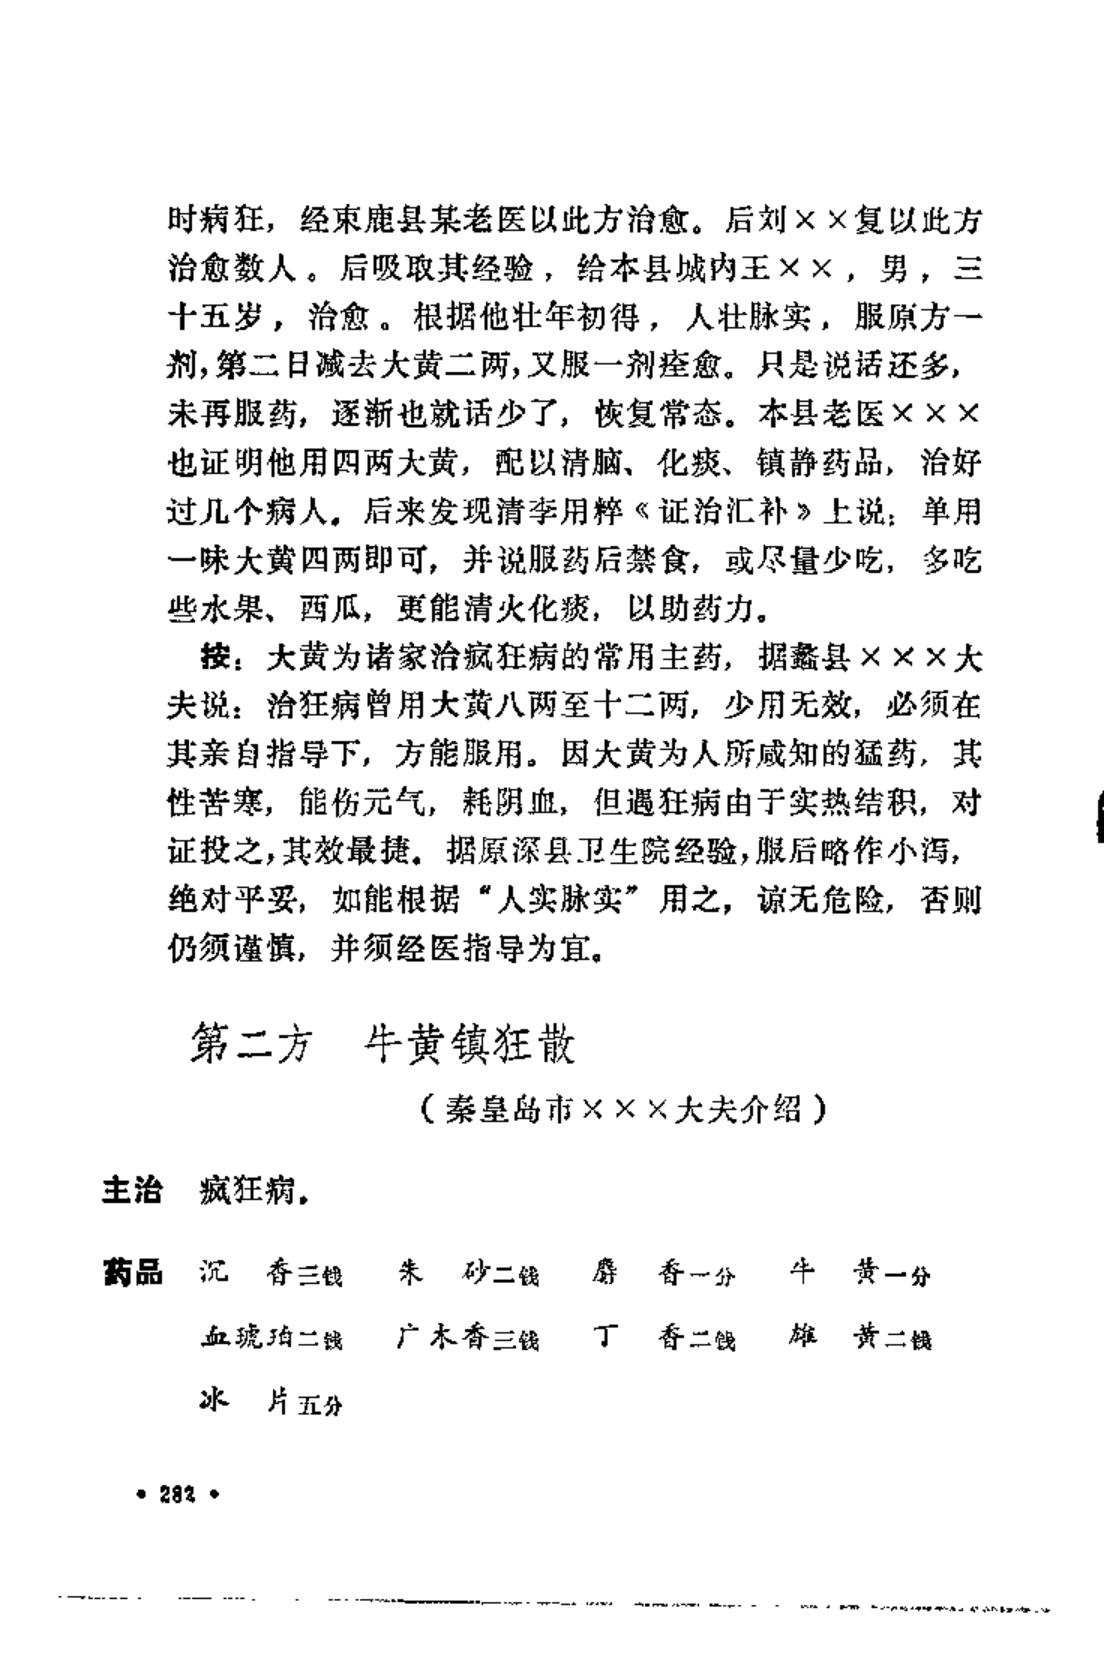 时病狂，经束鹿县某老医以此方治愈。后刘××复以此方
治愈数人。后吸取其经验，给本县城内王××，男，三
十五岁，治愈。根据他壮年初得，人壮脉实，服原方一
剂，第二日减去大黄二两，又服一剂痊愈。只是说话还多，
未再服药，逐渐也就话少了，恢复常态。本县老医×××
也证明他用四两大黄，配以清脑、化痰、镇静药品，治好
过几个病人。后来发现清李用粹《证治汇补》上说：单用
一味大黄四两即可，并说服药后禁食，或尽量少吃，多吃
些水果、西瓜，更能清火化痰，以助药力。
按：大黄为诸家治疯狂病的常用主药，据蠡县×××大
夫说：治狂病曾用大黄八两至十二两，少用无效，必须在
其亲自指导下，方能服用。因大黄为人所咸知的猛药，其
性苦寒，能伤元气，耗阴血，但遇狂病由于实热结积，对
证投之，其效最捷。据原深县卫生院经验，服后略作小泻，
绝对平妥，如能根据“人实脉实”用之，谅无危险，否则
仍须谨慎，并须经医指导为宜。
第二方　牛黄镇狂散
（秦皇岛市×××大夫介绍）
主治　疯狂病。
药品　沉　香三钱　朱　砂二钱　麝　香一分　牛　黄一分
血琥珀二钱　广木香三钱　丁　香二钱　雄　黄二钱
冰　片五分
• 282 •